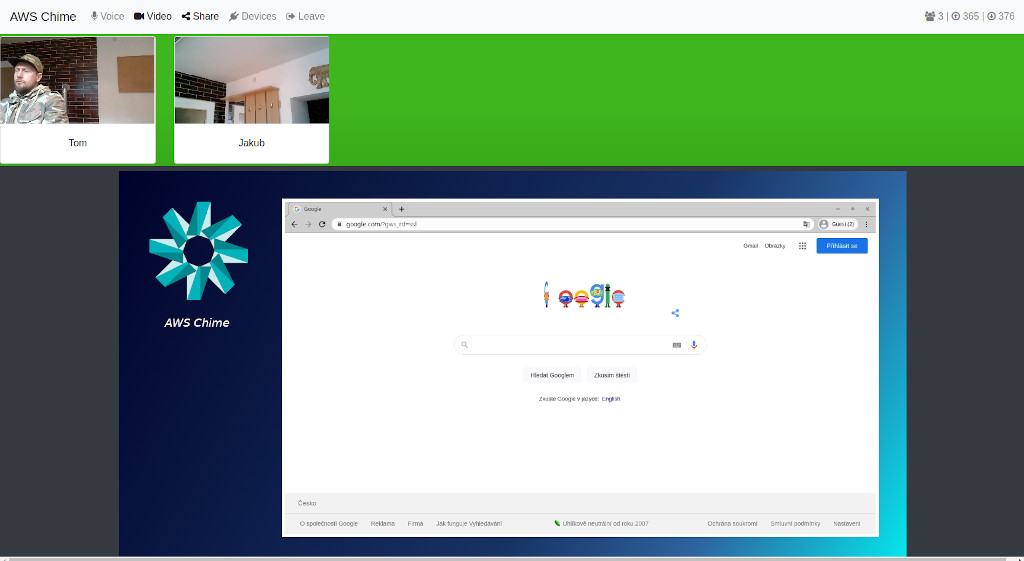 AWS Chime Voice Video Share Devices Leave 3 | 365 | 376
Tom Jakub
Google
google.com/?gws_rd=ssl Guest (2)
Gmail Obrázky Přihlásit se
AWS Chime
Hledat Googlem Zkusím štěstí
Zkuste Google v jazyce: English
Česko
O společnosti Google Reklama Firma Jak funguje Vyhledávání Uhlíkově neutrální od roku 2007 Ochrana soukromí Smluvní podmínky Nastavení